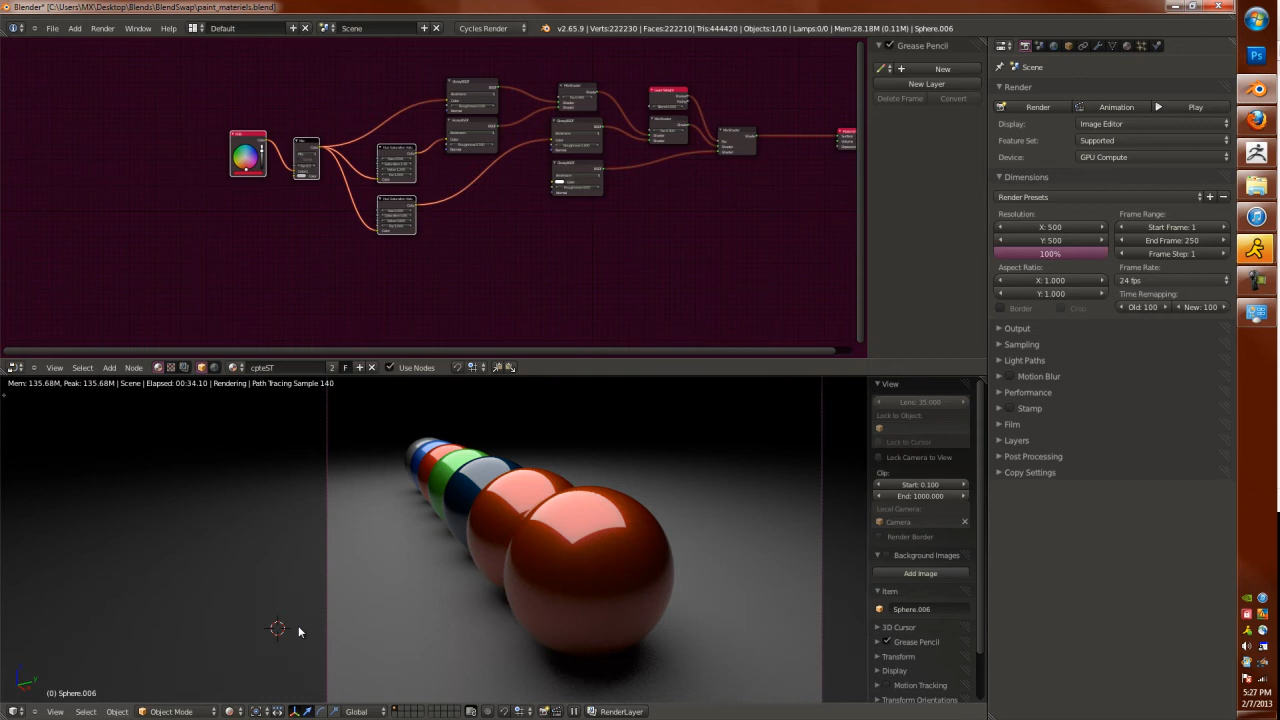 Blender* [C:\Users\MX\Desktop\Blends\BlendSwap\paint_materiels.blend]
File Add Render Window Help Default Scene Cycles Render v2.65.9 | Verts:222230 | Faces:222210 | Tris:444420 | Objects:1/10 | Lamps:0/0 | Mem:28.18M (0.11M) | Sphere.006
Grease Pencil
New
New Layer
Delete Frame Convert
Scene
Render
Render Animation Play
Display: Image Editor
Feature Set: Supported
Device: GPU Compute
Dimensions
Render Presets
Resolution: Frame Range:
X: 500 Start Frame: 1
Y: 500 End Frame: 250
100% Frame Step: 1
Aspect Ratio: Frame Rate:
X: 1.000 24 fps
Y: 1.000 Time Remapping:
Border Crop Old: 100 New: 100
Output
Sampling
Light Paths
Motion Blur
Performance
Stamp
Film
Layers
Post Processing
Copy Settings
View Select Add Node cpteST 2 F Use Nodes
Mem: 135.68M, Peak: 135.68M | Scene | Elapsed: 00:34.10 | Rendering | Path Tracing Sample 140
View
Lens: 35.000
Lock to Object:
Lock to Cursor
Lock Camera to View
Clip:
Start: 0.100
End: 1000.000
Local Camera:
Camera
Render Border
Background Images
Add Image
Item
Sphere.006
3D Cursor
Grease Pencil
Transform
Display
Motion Tracking
Transform Orientations
(0) Sphere.006
View Select Object Object Mode Global RenderLayer
Ps
5:27 PM
2/7/2013